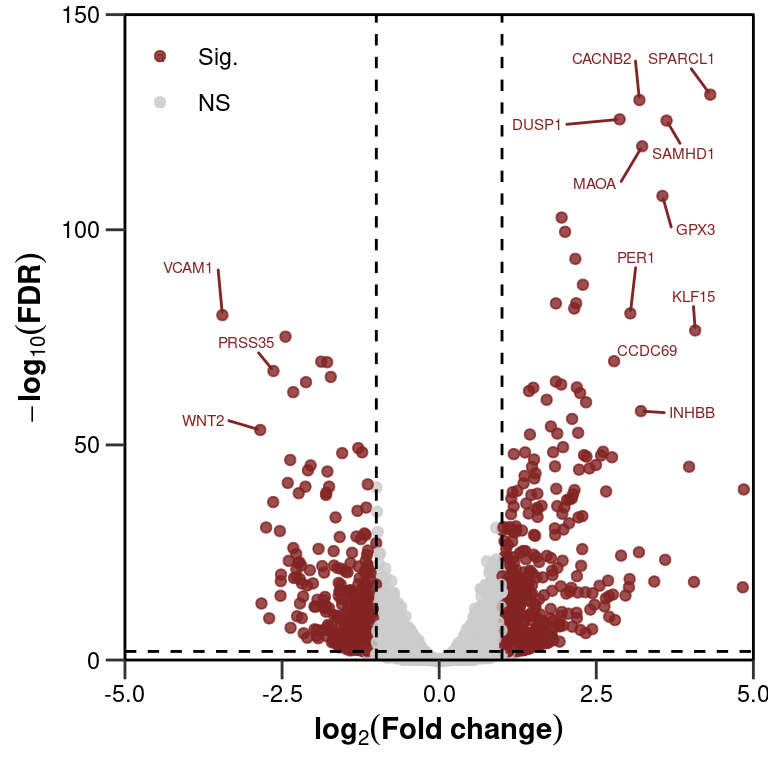 150
Sig.
NS
CACNB2
SPARCL1
DUSP1
SAMHD1
MAOA
100
GPX3
VCAM1
PER1
KLF15
PRSS35
CCDC69
50
WNT2
INHBB
0
-5.0
-2.5
0.0
2.5
5.0
log₂(Fold change)
−log₁₀(FDR)